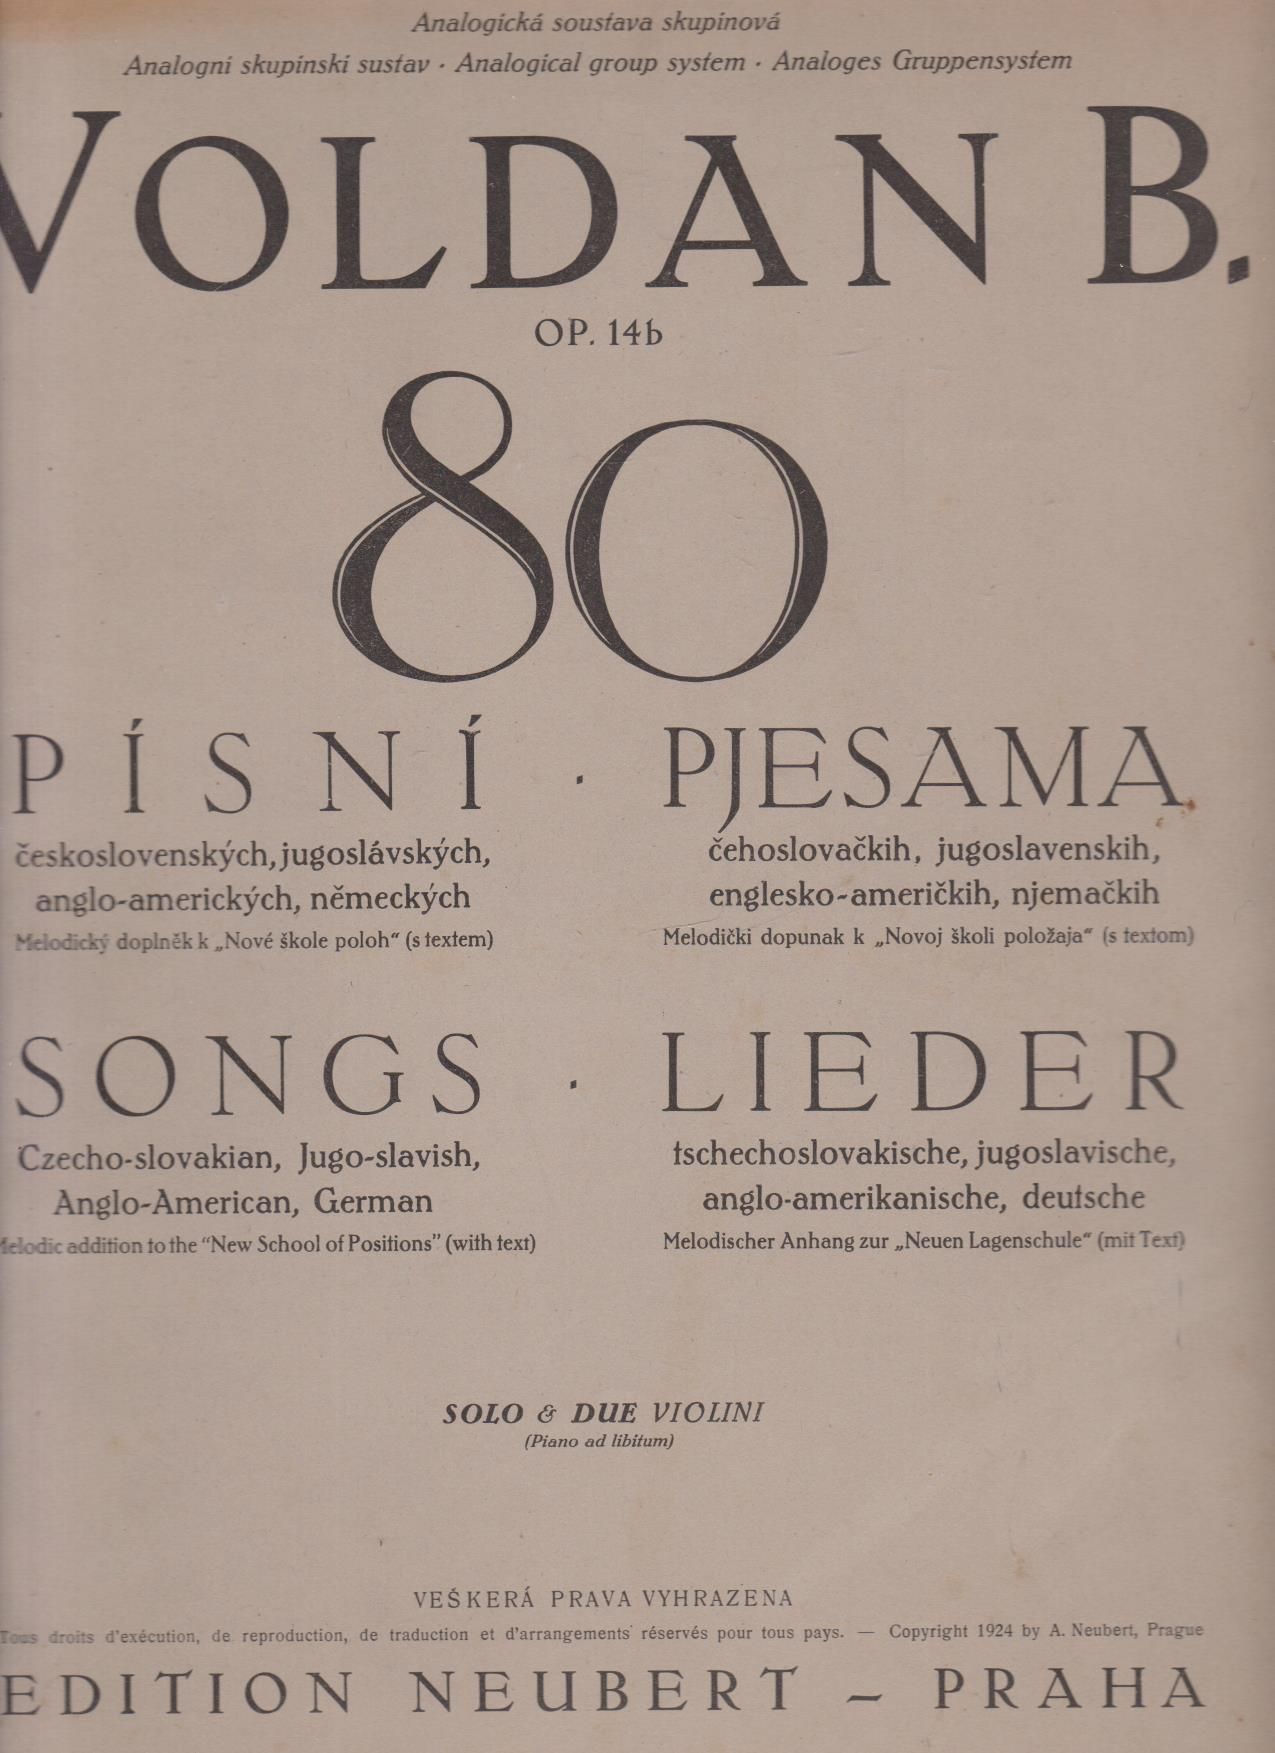 Analogická soustava skupinová
Analogni skupinski sustav · Analogical group system · Analoges Gruppensystem
VOLDAN B.
OP. 14b
80
PÍSNÍ · PJESAMA
československých, jugoslávských,
anglo-amerických, německých
Melodický doplněk k „Nové škole poloh“ (s textem)
čehoslovačkih, jugoslavenskih,
englesko-američkih, njemačkih
Melodički dopunak k „Novoj školi položaja“ (s textom)
SONGS · LIEDER
Czecho-slovakian, Jugo-slavish,
Anglo-American, German
Melodic addition to the “New School of Positions” (with text)
tschechoslovakische, jugoslavische,
anglo-amerikanische, deutsche
Melodischer Anhang zur „Neuen Lagenschule“ (mit Text)
SOLO & DUE VIOLINI
(Piano ad libitum)
VEŠKERÁ PRAVA VYHRAZENA
Tous droits d'exécution, de reproduction, de traduction et d'arrangements réservés pour tous pays. — Copyright 1924 by A. Neubert, Prague
EDITION NEUBERT – PRAHA